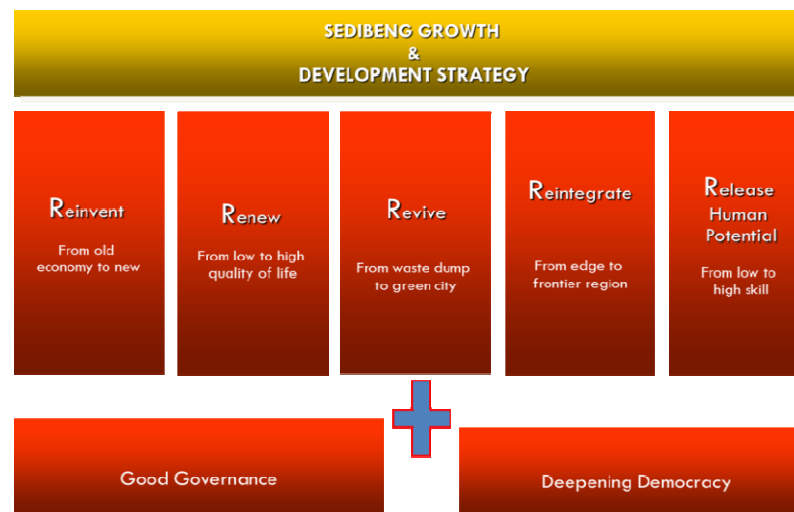 SEDIBENG GROWTH
&
DEVELOPMENT STRATEGY
Reinvent
From old
economy to new
Renew
From low to high
quality of life
Revive
From waste dump
to green city
Reintegrate
From edge to
frontier region
Release
Human
Potential
From low to
high skill
Good Governance
Deepening Democracy